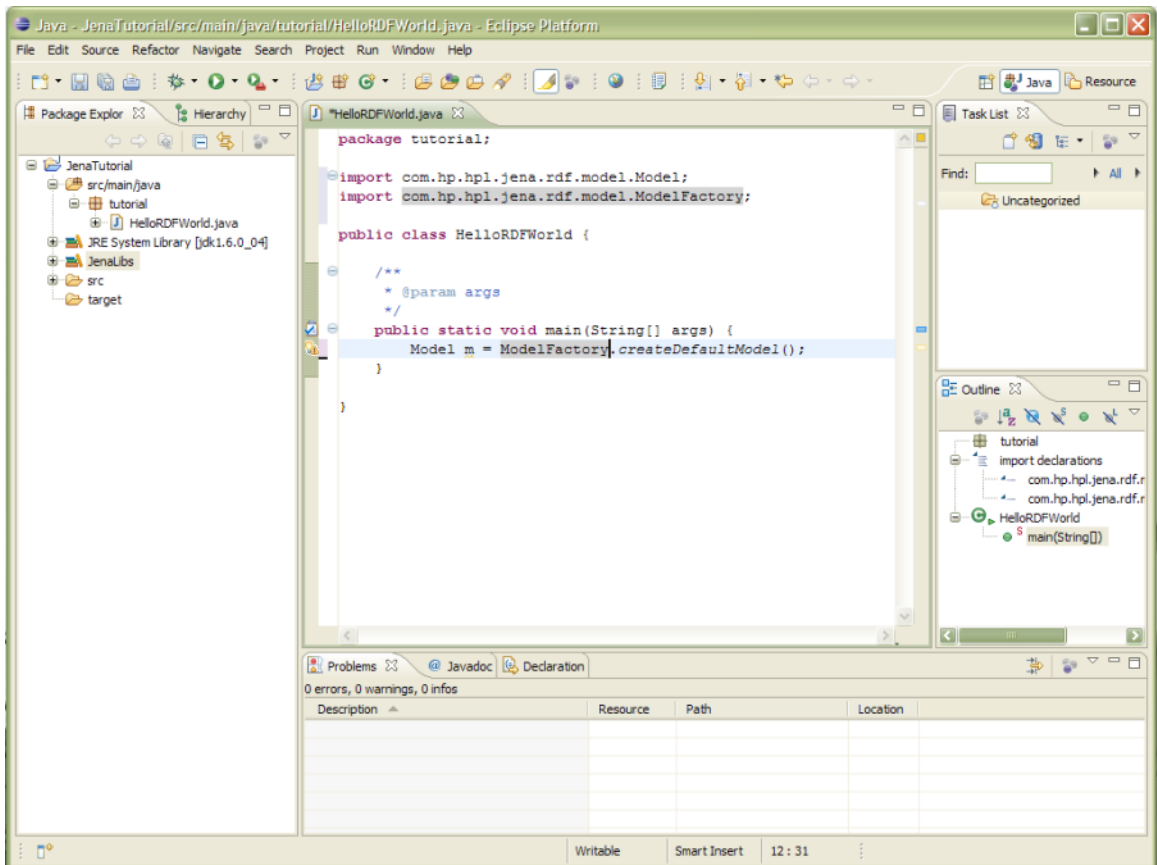 Java - JenaTutorial/src/main/java/tutorial/HelloRDFWorld.java - Eclipse Platform
File Edit Source Refactor Navigate Search Project Run Window Help
Java
Resource
Package Explor
Hierarchy
JenaTutorial
src/main/java
tutorial
HelloRDFWorld.java
JRE System Library [jdk1.6.0_04]
JenaLibs
src
target
*HelloRDFWorld.java
package tutorial;
import com.hp.hpl.jena.rdf.model.Model;
import com.hp.hpl.jena.rdf.model.ModelFactory;
public class HelloRDFWorld {
/**
* @param args
*/
public static void main(String[] args) {
Model m = ModelFactory.createDefaultModel();
}
}
Task List
Find:
All
Uncategorized
Outline
tutorial
import declarations
com.hp.hpl.jena.rdf.r
com.hp.hpl.jena.rdf.r
HelloRDFWorld
main(String[])
Problems
@ Javadoc
Declaration
0 errors, 0 warnings, 0 infos
Description Resource Path Location
Writable Smart Insert 12 : 31